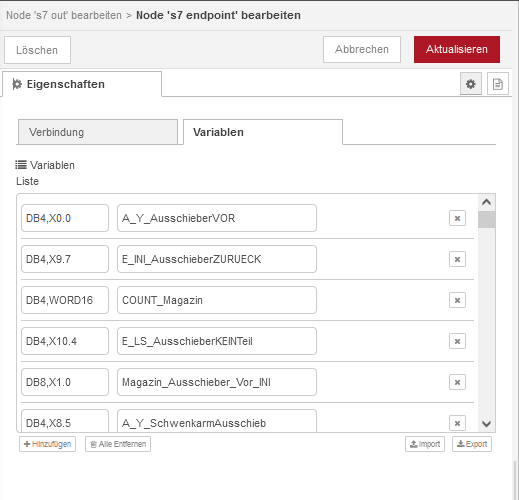 Node 's7 out' bearbeiten > Node 's7 endpoint' bearbeiten
Löschen Abbrechen Aktualisieren
Eigenschaften
Verbindung Variablen
Variablen
Liste
DB4,X0.0 A_Y_AusschieberVOR
DB4,X9.7 E_INI_AusschieberZURUECK
DB4,WORD16 COUNT_Magazin
DB4,X10.4 E_LS_AusschieberKEINTeil
DB8,X1.0 Magazin_Ausschieber_Vor_INI
DB4,X8.5 A_Y_SchwenkarmAusschieb
Hinzufügen Alle Entfernen Import Export